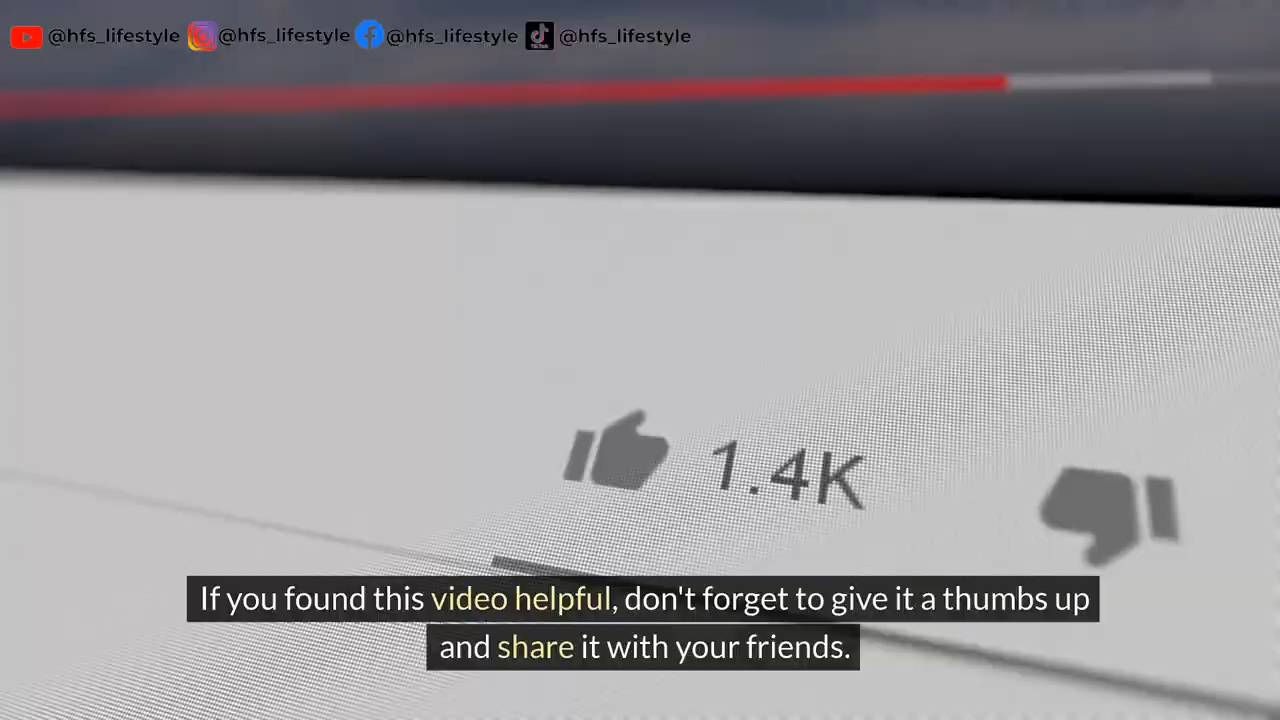 @hfs_lifestyle @hfs_lifestyle @hfs_lifestyle TikTok @hfs_lifestyle
1.4K
If you found this video helpful, don't forget to give it a thumbs up
and share it with your friends.